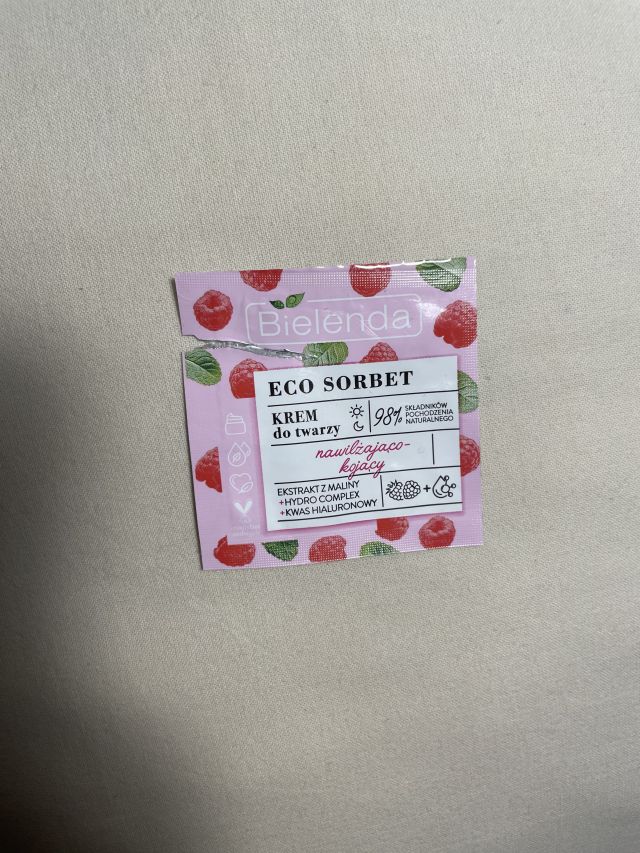 Bielenda
ECO SORBET
KREM
do twarzy
98%
SKŁADNIKÓW
POCHODZENIA
NATURALNEGO
nawilżająco-
kojący
EKSTRAKT Z MALINY
+HYDRO COMPLEX
+KWAS HIALURONOWY